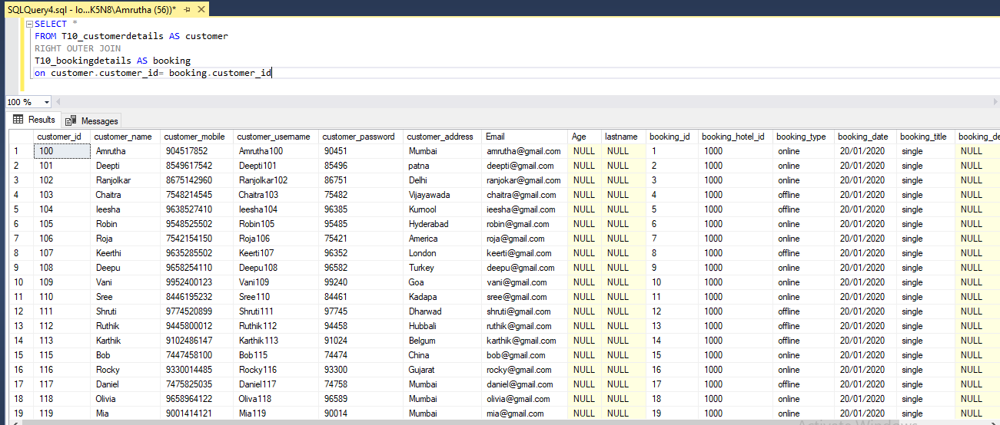 SQLQuery4.sql - lo...K5N8\Amrutha (56))*
SELECT *
FROM T10_customerdetails AS customer
RIGHT OUTER JOIN
T10_bookingdetails AS booking
on customer.customer_id= booking.customer_id
100 %
Results Messages
customer_id customer_name customer_mobile customer_username customer_password customer_address Email Age lastname booking_id booking_hotel_id booking_type booking_date booking_title booking_de
1 100 Amrutha 904517852 Amrutha100 90451 Mumbai amrutha@gmail.com NULL NULL 1 1000 online 20/01/2020 single NULL
2 101 Deepti 8549617542 Deepti101 85496 patna deepti@gmail.com NULL NULL 2 1000 online 20/01/2020 single NULL
3 102 Ranjolkar 8675142960 Ranjolkar102 86751 Delhi ranjokar@gmail.com NULL NULL 3 1000 online 20/01/2020 single NULL
4 103 Chaitra 7548214545 Chaitra103 75482 Vijayawada chaitra@gmail.com NULL NULL 4 1000 offline 20/01/2020 single NULL
5 104 Ieesha 9638527410 Ieesha104 96385 Kurnool ieesha@gmail.com NULL NULL 5 1000 offline 20/01/2020 single NULL
6 105 Robin 9548525502 Robin105 95485 Hyderabad robin@gmail.com NULL NULL 6 1000 online 20/01/2020 single NULL
7 106 Roja 7542154150 Roja106 75421 America roja@gmail.com NULL NULL 7 1000 online 20/01/2020 single NULL
8 107 Keerthi 9635285502 Keerti107 96352 London keerti@gmail.com NULL NULL 8 1000 offline 20/01/2020 single NULL
9 108 Deepu 9658254110 Deepu108 96582 Turkey deepu@gmail.com NULL NULL 9 1000 online 20/01/2020 single NULL
10 109 Vani 9952400123 Vani109 99240 Goa vani@gmail.com NULL NULL 10 1000 online 20/01/2020 single NULL
11 110 Sree 8446195232 Sree110 84461 Kadapa sree@gmail.com NULL NULL 11 1000 online 20/01/2020 single NULL
12 111 Shruti 9774520899 Shruti111 97745 Dharwad shruti@gmail.com NULL NULL 12 1000 offline 20/01/2020 single NULL
13 112 Ruthik 9445800012 Ruthik112 94458 Hubbali ruthik@gmail.com NULL NULL 13 1000 offline 20/01/2020 single NULL
14 113 Karthik 9102486147 Karthik113 91024 Belgum karthik@gmail.com NULL NULL 14 1000 offline 20/01/2020 single NULL
15 115 Bob 7447458100 Bob115 74474 China bob@gmail.com NULL NULL 15 1000 online 20/01/2020 single NULL
16 116 Rocky 9330014485 Rocky116 93300 Gujarat rocky@gmail.com NULL NULL 16 1000 online 20/01/2020 single NULL
17 117 Daniel 7475825035 Daniel117 74758 Mumbai daniel@gmail.com NULL NULL 17 1000 offline 20/01/2020 single NULL
18 118 Olivia 9658964122 Oliva118 96589 Mumbai olivia@gmail.com NULL NULL 18 1000 online 20/01/2020 single NULL
19 119 Mia 9001414121 Mia119 90014 Mumbai mia@gmail.com NULL NULL 19 1000 online 20/01/2020 single NULL